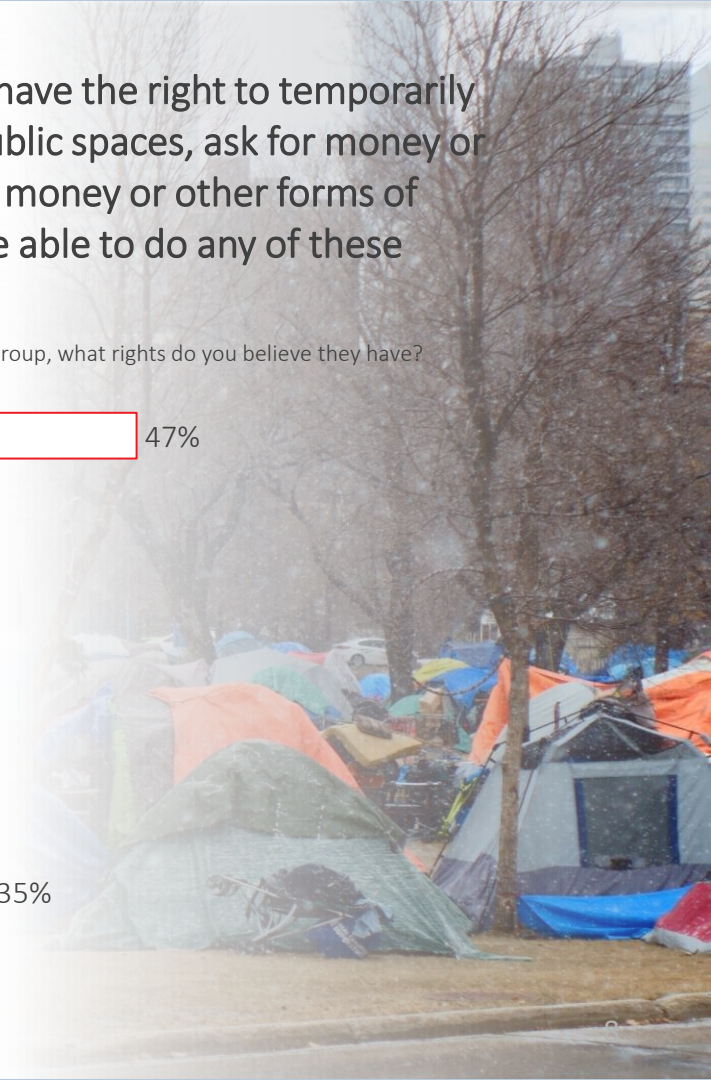 have the right to temporarily
ublic spaces, ask for money or
money or other forms of
e able to do any of these
roup, what rights do you believe they have?
47%
35%